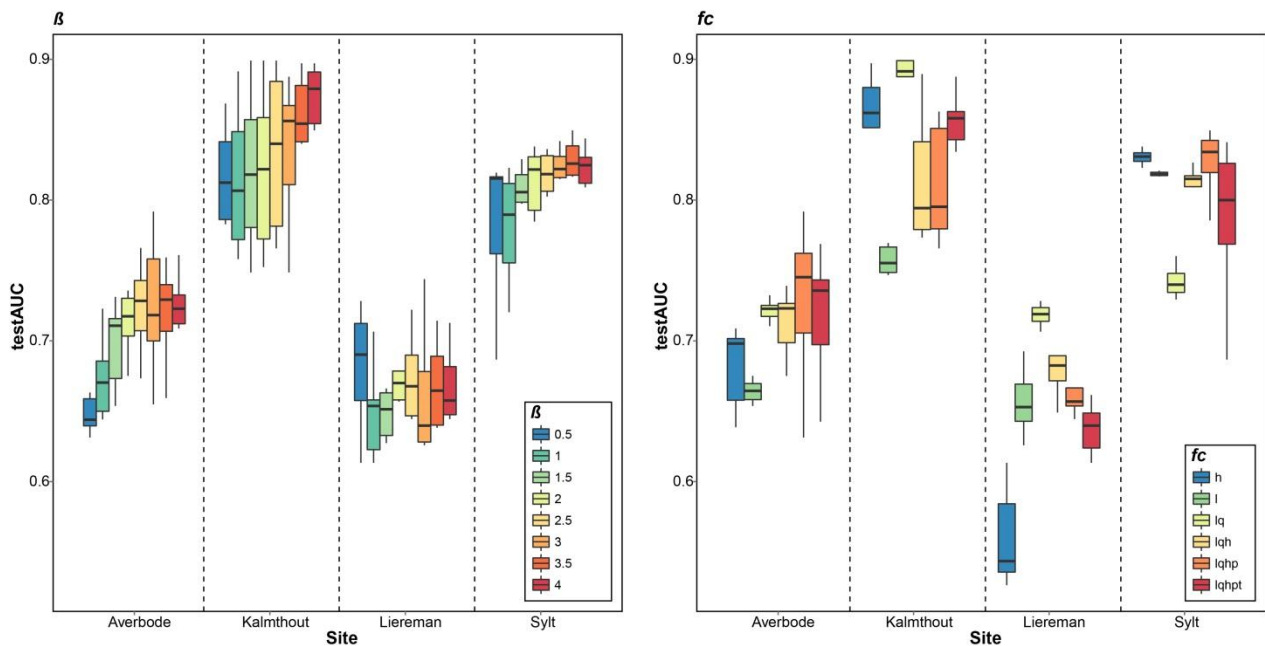 ß
0.9
0.8
0.7
0.6
testAUC
Averbode Kalmthout Liereman Sylt
Site
ß
0.5
1
1.5
2
2.5
3
3.5
4
fc
0.9
0.8
0.7
0.6
testAUC
Averbode Kalmthout Liereman Sylt
Site
fc
h
l
lq
lqh
lqhp
lqhpt